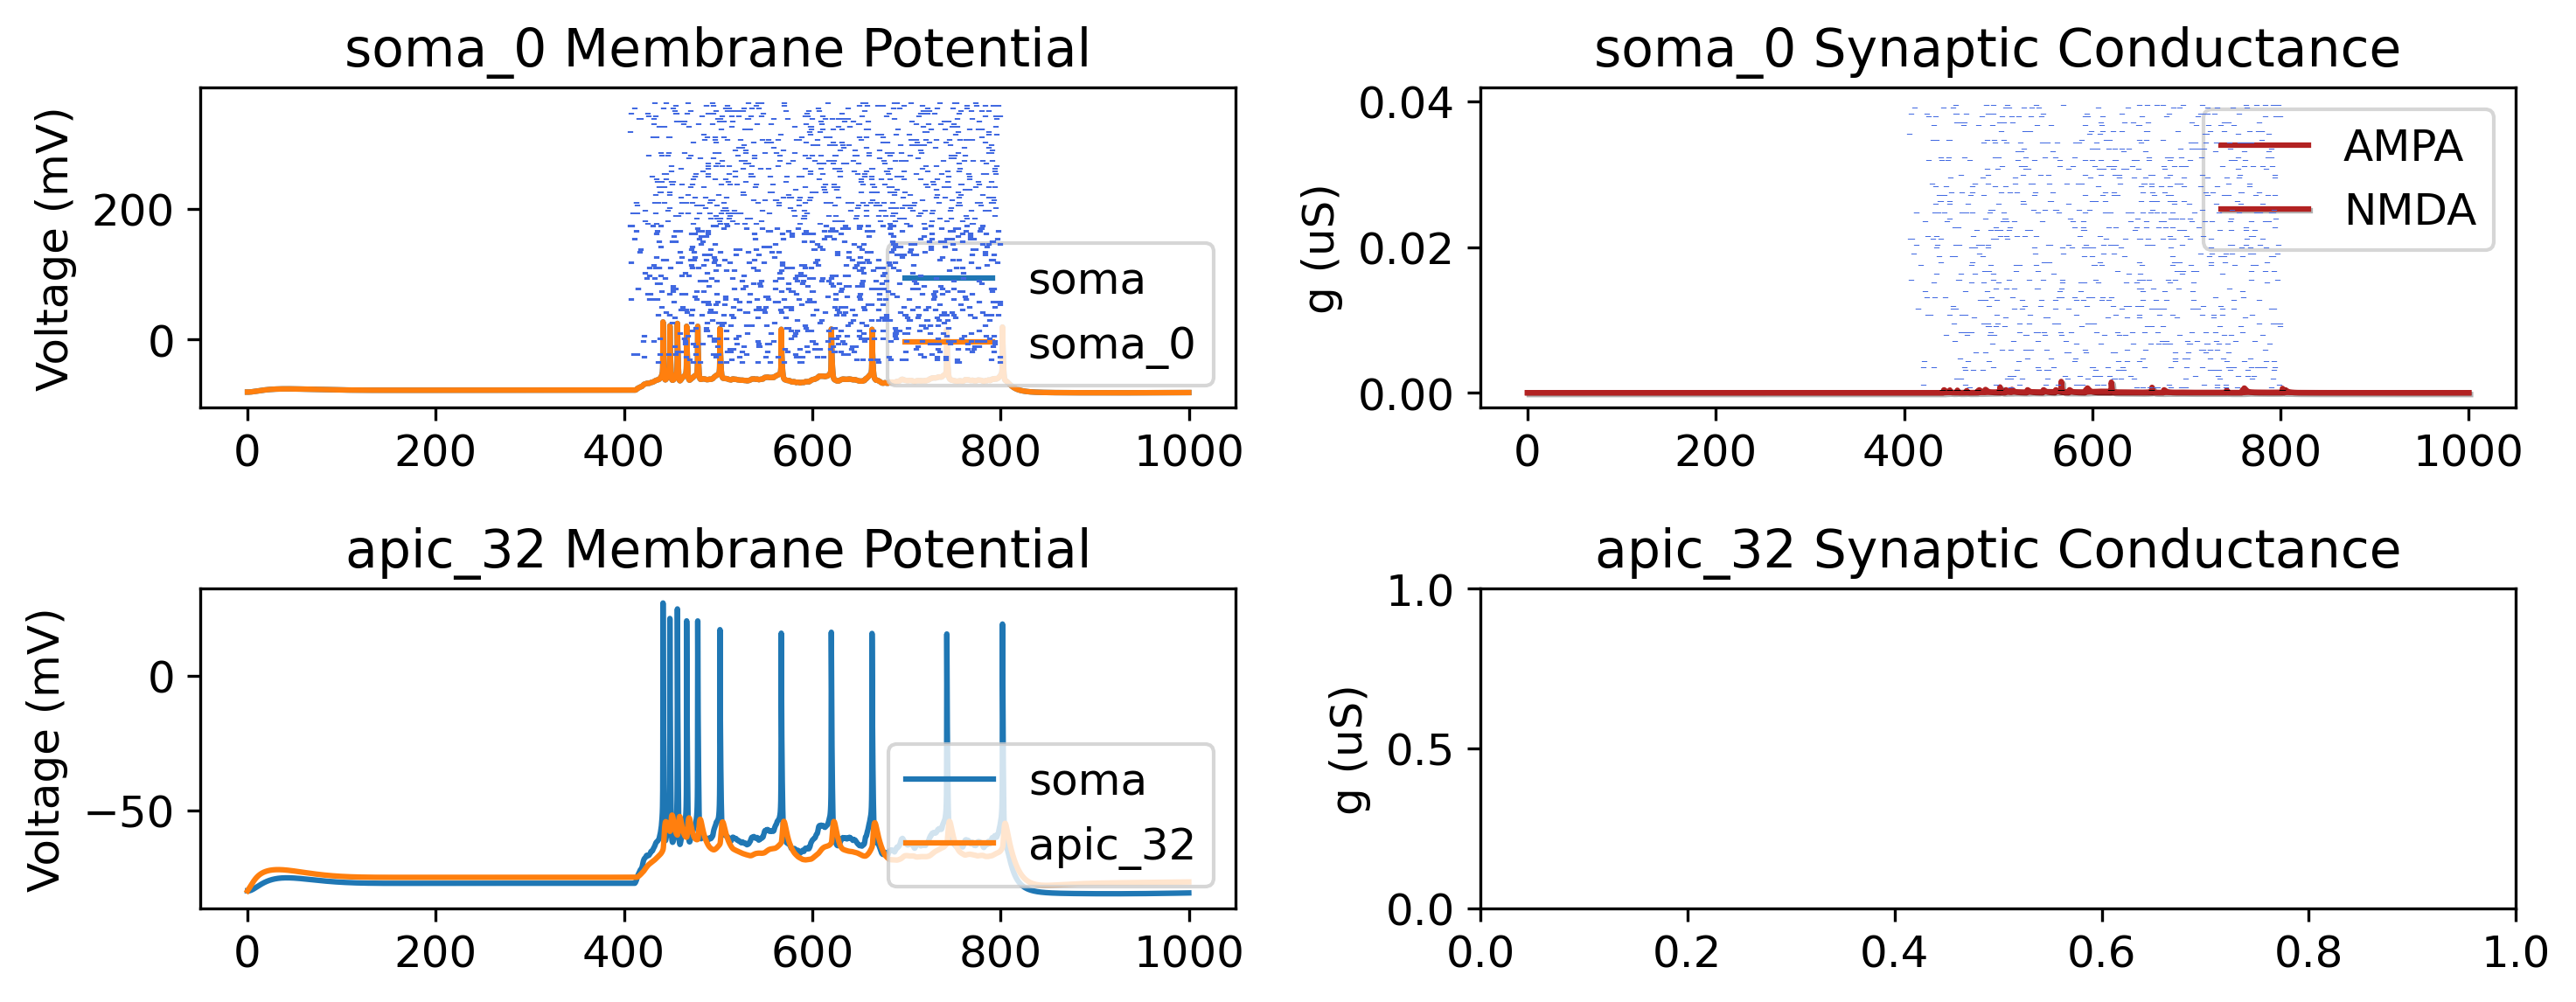 soma_0 Membrane Potential
Voltage (mV)
200
0
soma
soma_0
0 200 400 600 800 1000
soma_0 Synaptic Conductance
g (uS)
0.04
0.02
0.00
AMPA
NMDA
0 200 400 600 800 1000
apic_32 Membrane Potential
Voltage (mV)
0
−50
soma
apic_32
0 200 400 600 800 1000
apic_32 Synaptic Conductance
g (uS)
1.0
0.5
0.0
0.0 0.2 0.4 0.6 0.8 1.0